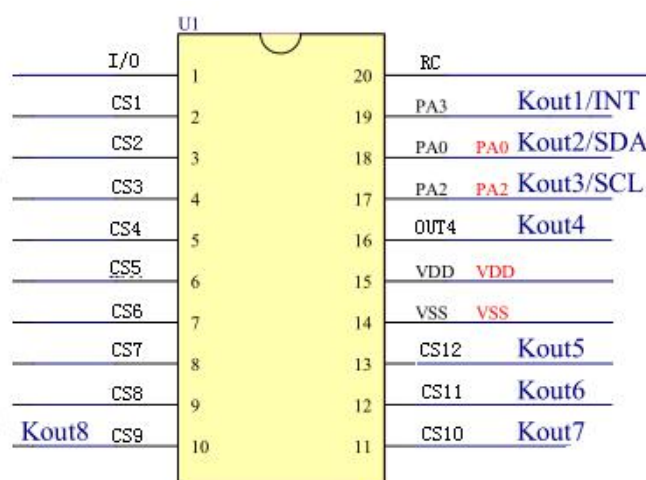 U1
I/O 1 20 RC
CS1 2 19 PA3 Kout1/INT
CS2 3 18 PA0 PA0 Kout2/SDA
CS3 4 17 PA2 PA2 Kout3/SCL
CS4 5 16 OUT4 Kout4
CS5 6 15 VDD VDD
CS6 7 14 VSS VSS
CS7 8 13 CS12 Kout5
CS8 9 12 CS11 Kout6
Kout8 CS9 10 11 CS10 Kout7